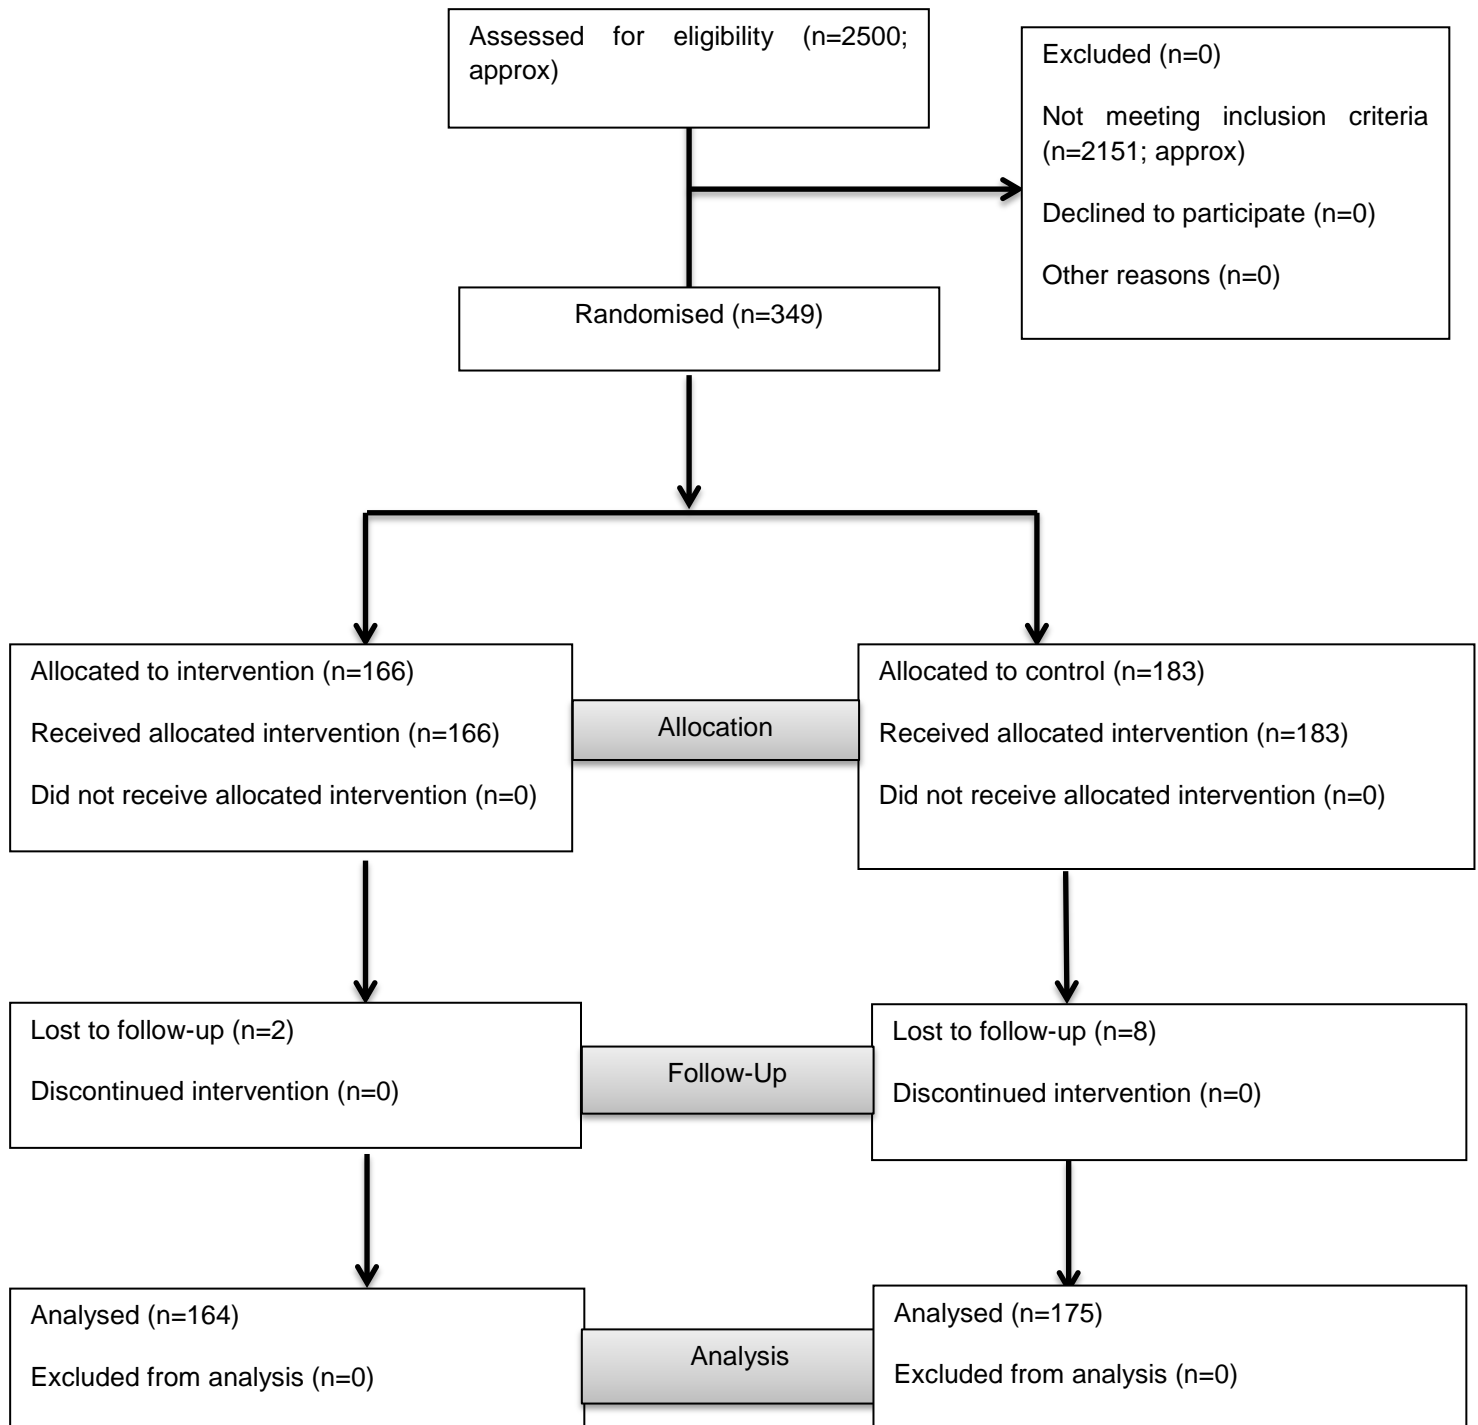 Assessed for eligibility (n=2500;
approx)
Excluded (n=0)
Not meeting inclusion criteria
(n=2151; approx)
Declined to participate (n=0)
Other reasons (n=0)
Randomised (n=349)
Allocated to intervention (n=166)
Received allocated intervention (n=166)
Did not receive allocated intervention (n=0)
Allocation
Allocated to control (n=183)
Received allocated intervention (n=183)
Did not receive allocated intervention (n=0)
Lost to follow-up (n=2)
Discontinued intervention (n=0)
Follow-Up
Lost to follow-up (n=8)
Discontinued intervention (n=0)
Analysed (n=164)
Excluded from analysis (n=0)
Analysis
Analysed (n=175)
Excluded from analysis (n=0)